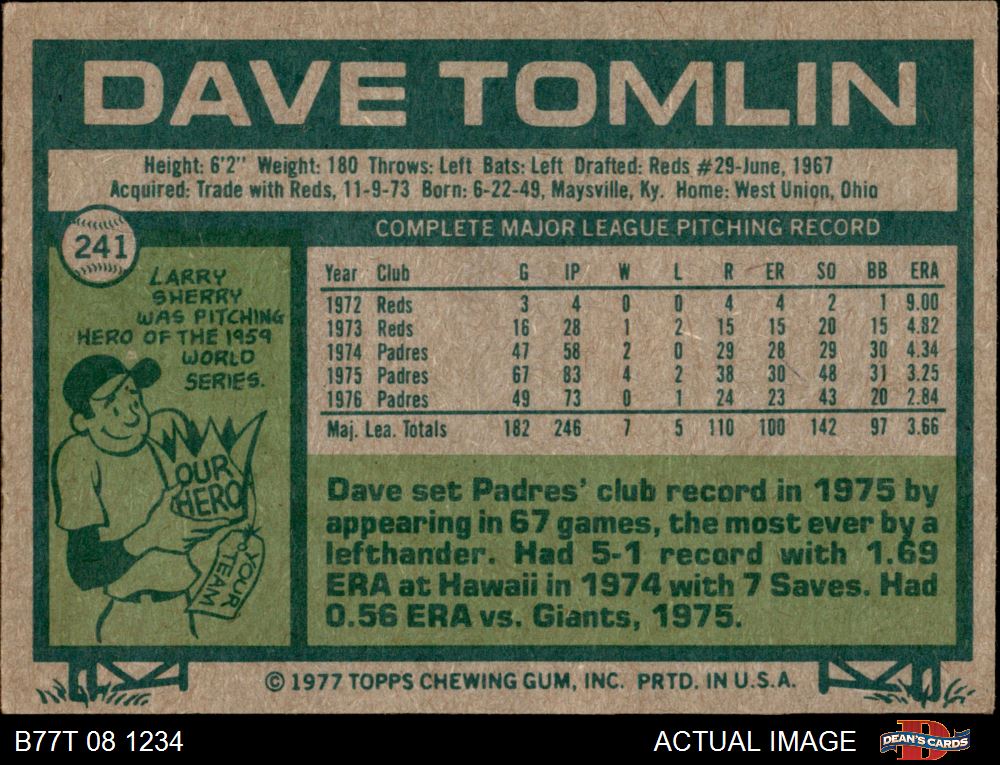 DAVE TOMLIN
Height: 6'2" Weight: 180 Throws: Left Bats: Left Drafted: Reds #29-June, 1967
Acquired: Trade with Reds, 11-9-73 Born: 6-22-49, Maysville, Ky. Home: West Union, Ohio
241
LARRY
SHERRY
WAS PITCHING
HERO OF THE 1959
WORLD
SERIES.
OUR
HERO
YOUR
TEAM
COMPLETE MAJOR LEAGUE PITCHING RECORD
Year Club G IP W L R ER SO BB ERA
1972 Reds 3 4 0 0 4 4 2 1 9.00
1973 Reds 16 28 1 2 15 15 20 15 4.82
1974 Padres 47 58 2 0 29 28 29 30 4.34
1975 Padres 67 83 4 2 38 30 48 31 3.25
1976 Padres 49 73 0 1 24 23 43 20 2.84
Maj. Lea. Totals 182 246 7 5 110 100 142 97 3.66
Dave set Padres' club record in 1975 by
appearing in 67 games, the most ever by a
lefthander. Had 5-1 record with 1.69
ERA at Hawaii in 1974 with 7 Saves. Had
0.56 ERA vs. Giants, 1975.
© 1977 TOPPS CHEWING GUM, INC. PRTD. IN U.S.A.
B77T 08 1234
ACTUAL IMAGE
DEAN'S CARDS